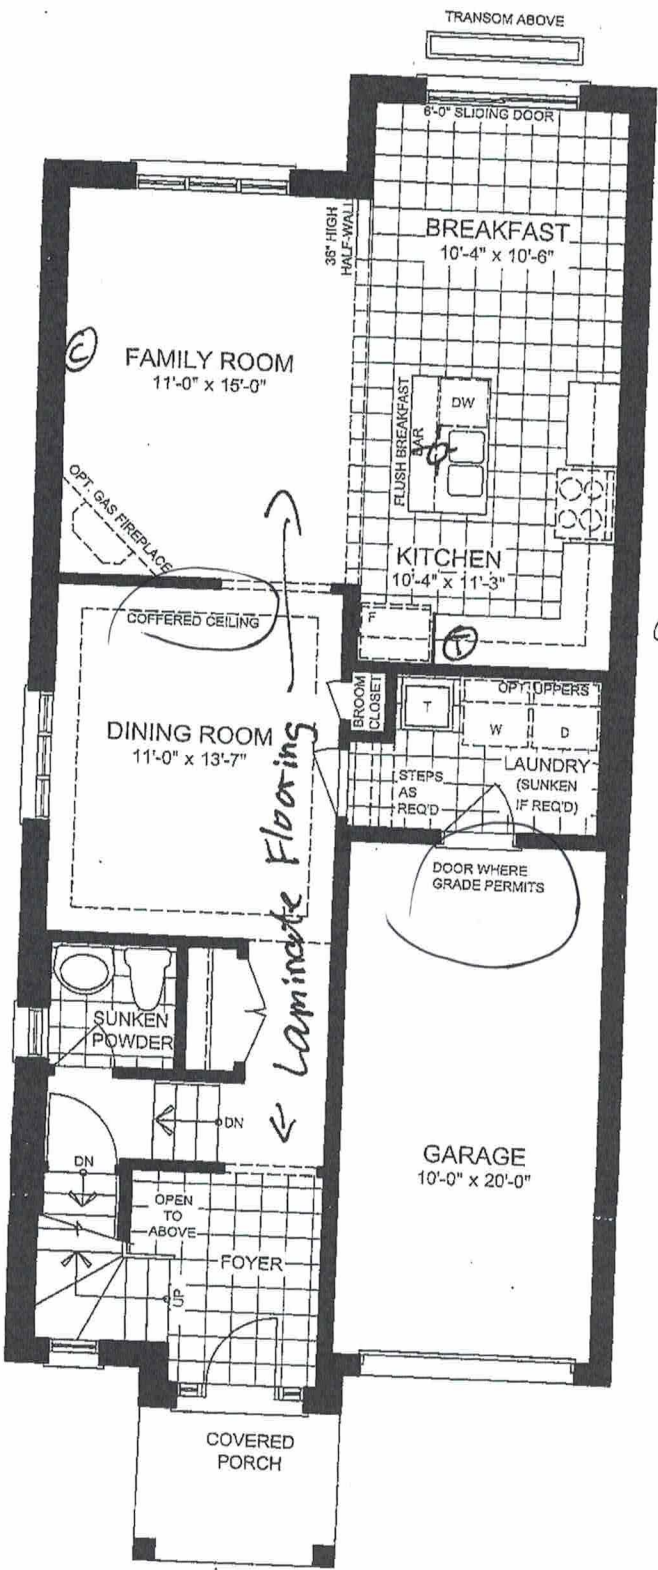 TRANSOM ABOVE
6'-0" SLIDING DOOR
BREAKFAST
10'-4" x 10'-6"
36" HIGH
HALF-WALL
C
FAMILY ROOM
11'-0" x 15'-0"
DW
FLUSH BREAKFAST
BAR
OPT. GAS FIREPLACE
KITCHEN
10'-4" x 11'-3"
COFFERED CEILING
F
T
BROOM
CLOSET
T
OPT. UPPERS
W
D
DINING ROOM
11'-0" x 13'-7"
LAUNDRY
(SUNKEN
IF REQ'D)
STEPS
AS
REQ'D
Laminate Flooring
DOOR WHERE
GRADE PERMITS
SUNKEN
POWDER
DN
DN
GARAGE
10'-0" x 20'-0"
OPEN
TO
ABOVE
FOYER
UP
COVERED
PORCH